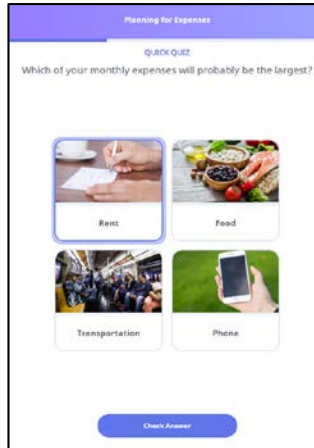 Planning for Expenses
QUICK QUIZ
Which of your monthly expenses will probably be the largest?
Rent
Food
Transportation
Phone
Check Answer